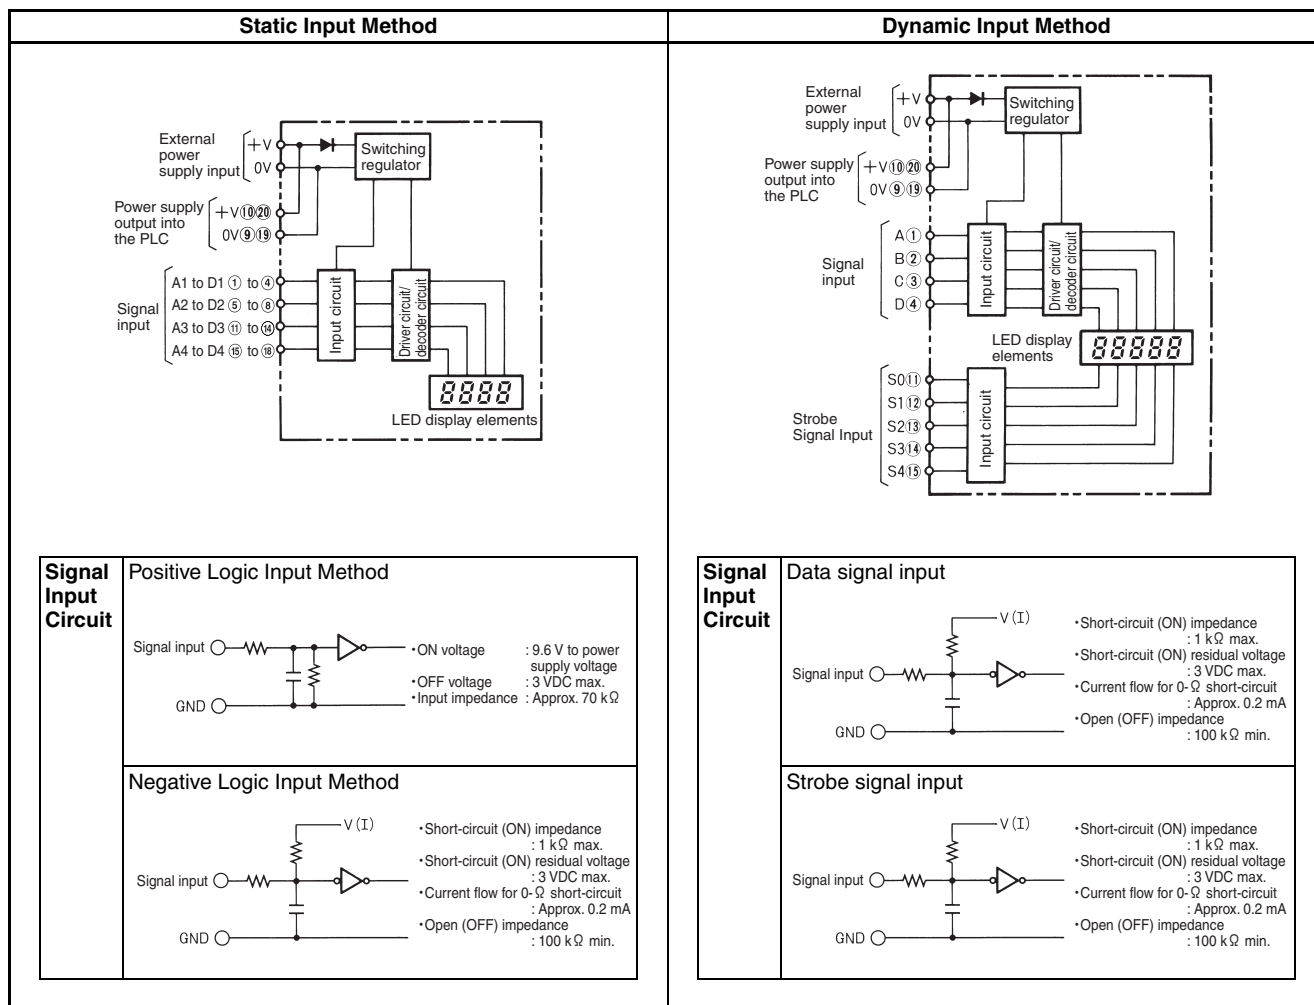 Static Input Method
Dynamic Input Method
External
power
supply input
+V
0V
Switching
regulator
Power supply
output into
the PLC
+V⑩⑳
0V⑨⑲
Signal
input
A1 to D1 ① to ④
A2 to D2 ⑤ to ⑧
A3 to D3 ⑪ to ⑭
A4 to D4 ⑮ to ⑱
Input circuit
Driver circuit/
decoder circuit
8888
LED display elements
External
power
supply input
+V
0V
Switching
regulator
Power supply
output into
the PLC
+V⑩⑳
0V⑨⑲
Signal
input
A①
B②
C③
D④
Input circuit
Driver circuit/
decoder circuit
LED display
elements
88888
Strobe
Signal Input
S0⑪
S1⑫
S2⑬
S3⑭
S4⑮
Input circuit
Signal
Input
Circuit
Positive Logic Input Method
Signal input
GND
・ON voltage : 9.6 V to power
supply voltage
・OFF voltage : 3 VDC max.
・Input impedance : Approx. 70 kΩ
Negative Logic Input Method
V (I)
Signal input
GND
・Short-circuit (ON) impedance
: 1 kΩ max.
・Short-circuit (ON) residual voltage
: 3 VDC max.
・Current flow for 0-Ω short-circuit
: Approx. 0.2 mA
・Open (OFF) impedance
: 100 kΩ min.
Signal
Input
Circuit
Data signal input
V (I)
Signal input
GND
・Short-circuit (ON) impedance
: 1 kΩ max.
・Short-circuit (ON) residual voltage
: 3 VDC max.
・Current flow for 0-Ω short-circuit
: Approx. 0.2 mA
・Open (OFF) impedance
: 100 kΩ min.
Strobe signal input
V (I)
Signal input
GND
・Short-circuit (ON) impedance
: 1 kΩ max.
・Short-circuit (ON) residual voltage
: 3 VDC max.
・Current flow for 0-Ω short-circuit
: Approx. 0.2 mA
・Open (OFF) impedance
: 100 kΩ min.